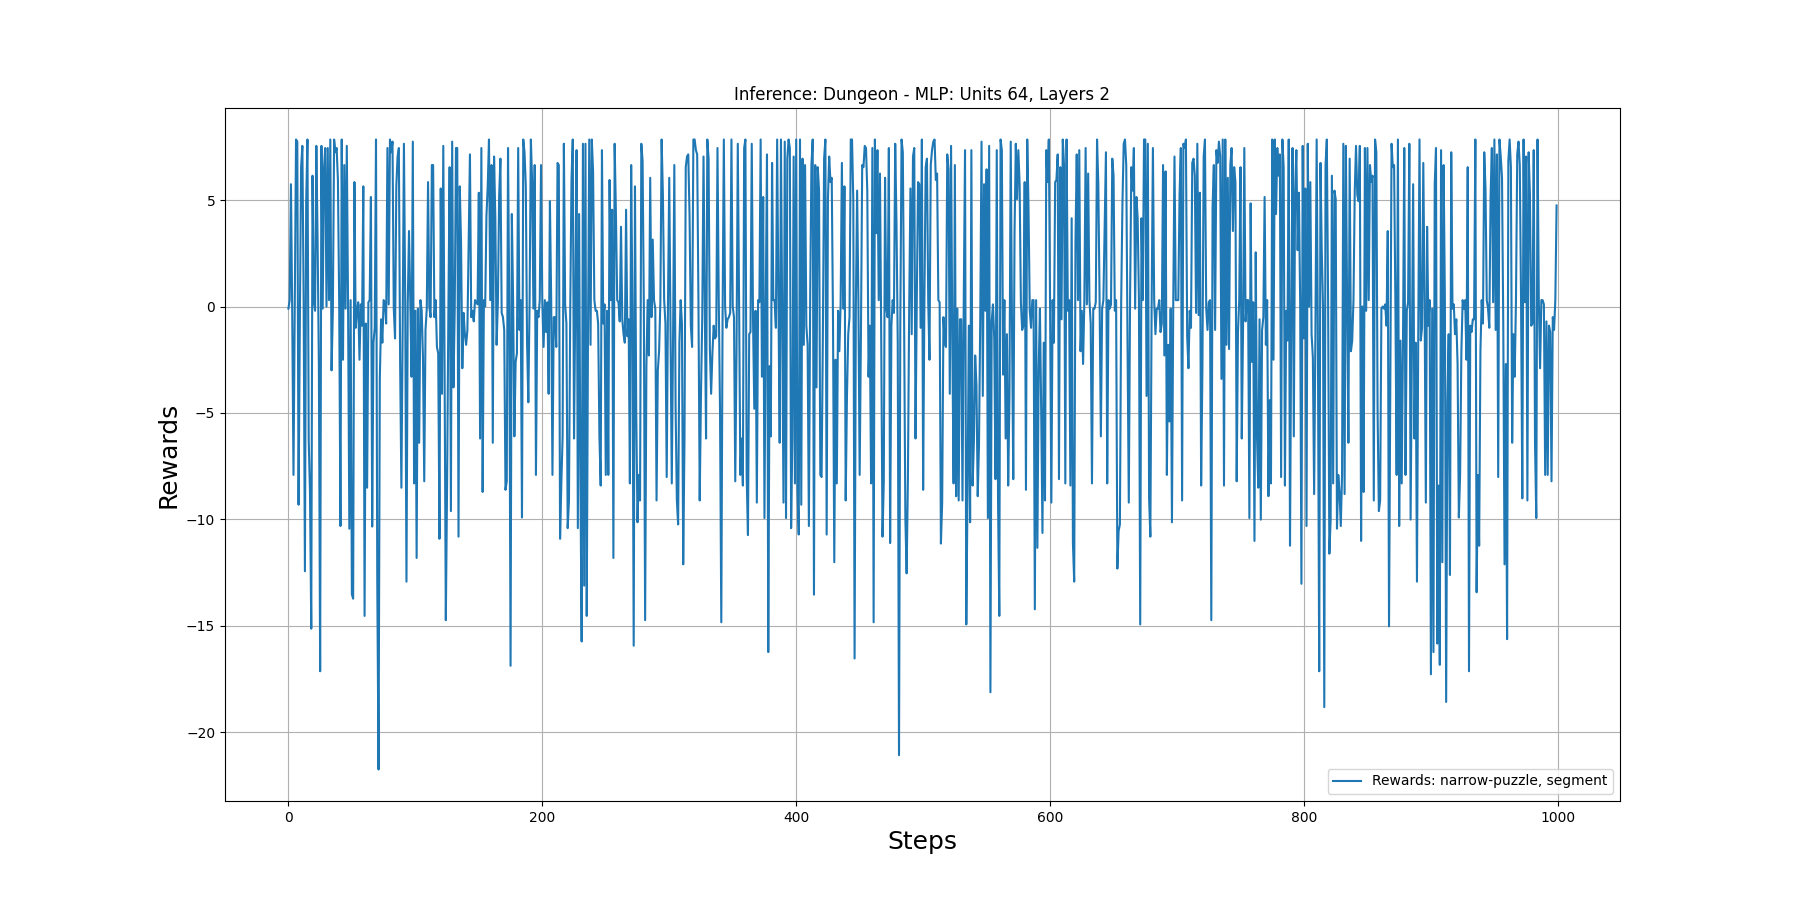 Inference: Dungeon - MLP: Units 64, Layers 2
5
0
−5
−10
−15
−20
Rewards
Rewards: narrow-puzzle, segment
0 200 400 600 800 1000
Steps